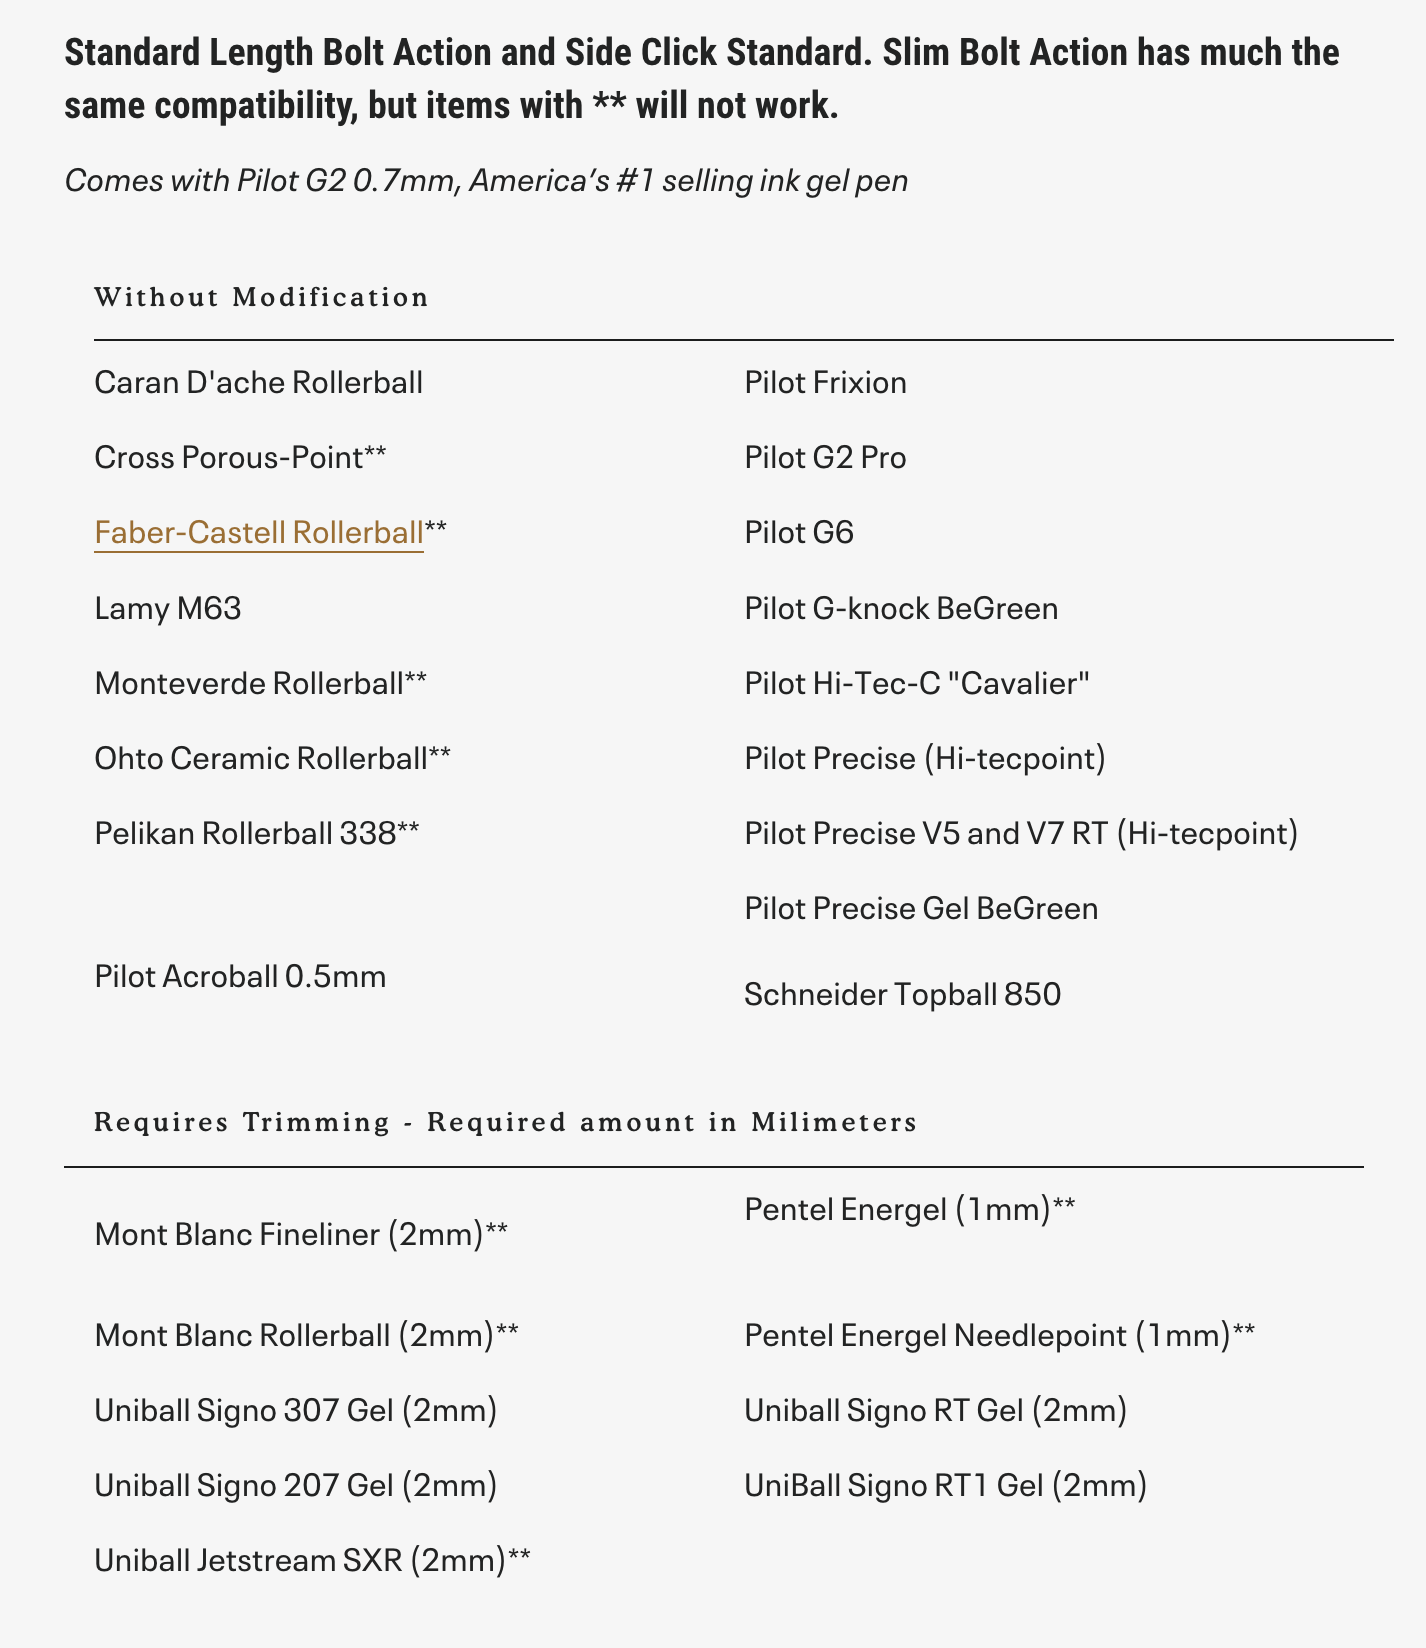 Standard Length Bolt Action and Side Click Standard. Slim Bolt Action has much the
same compatibility, but items with ** will not work.
Comes with Pilot G2 0.7mm, America’s #1 selling ink gel pen
Without Modification
Caran D'ache Rollerball
Pilot Frixion
Cross Porous-Point**
Pilot G2 Pro
Faber-Castell Rollerball**
Pilot G6
Lamy M63
Pilot G-knock BeGreen
Monteverde Rollerball**
Pilot Hi-Tec-C "Cavalier"
Ohto Ceramic Rollerball**
Pilot Precise (Hi-tecpoint)
Pelikan Rollerball 338**
Pilot Precise V5 and V7 RT (Hi-tecpoint)
Pilot Precise Gel BeGreen
Pilot Acroball 0.5mm
Schneider Topball 850
Requires Trimming - Required amount in Milimeters
Mont Blanc Fineliner (2mm)**
Pentel Energel (1mm)**
Mont Blanc Rollerball (2mm)**
Pentel Energel Needlepoint (1mm)**
Uniball Signo 307 Gel (2mm)
Uniball Signo RT Gel (2mm)
Uniball Signo 207 Gel (2mm)
UniBall Signo RT1 Gel (2mm)
Uniball Jetstream SXR (2mm)**